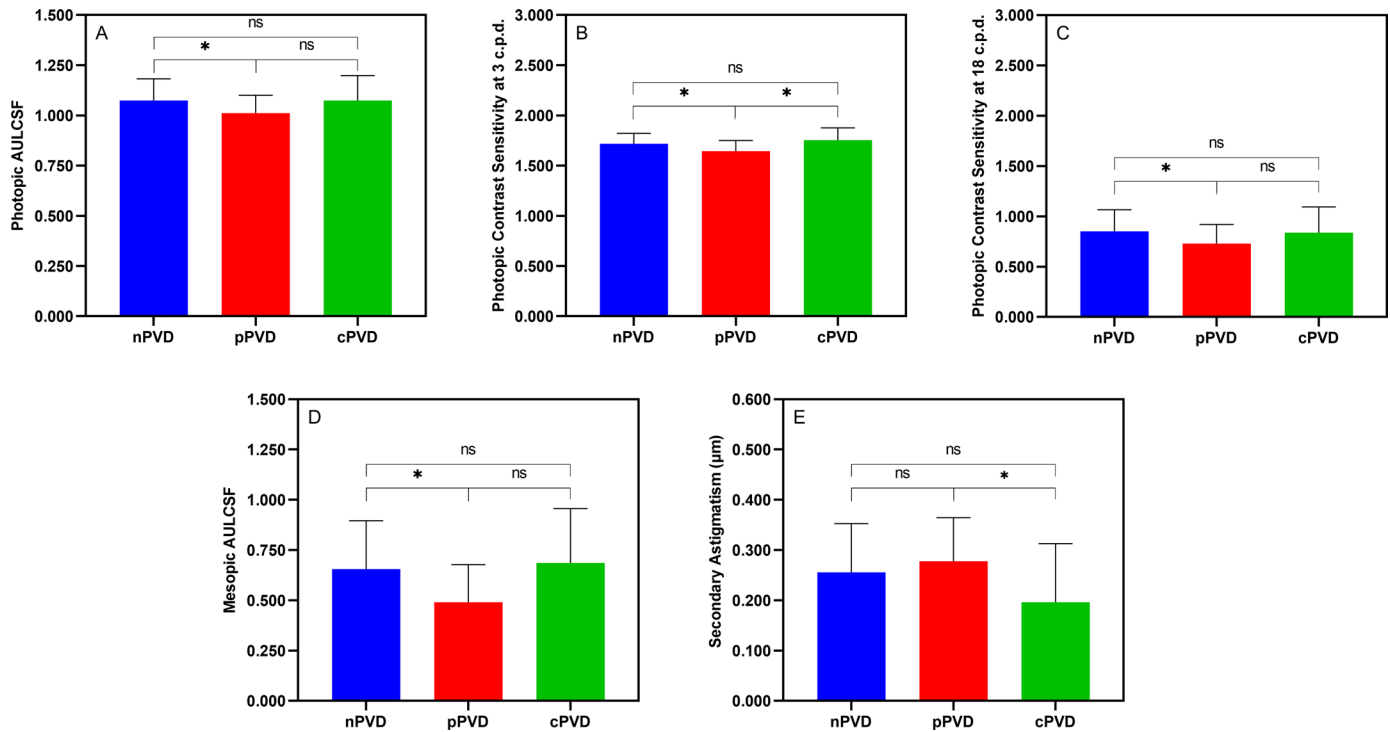 A
Photopic AULCSF
1.500
1.250
1.000
0.750
0.500
0.250
0.000
ns
* ns
nPVD pPVD cPVD
B
Photopic Contrast Sensitivity at 3 c.p.d.
3.000
2.500
2.000
1.500
1.000
0.500
0.000
ns
* *
nPVD pPVD cPVD
C
Photopic Contrast Sensitivity at 18 c.p.d.
3.000
2.500
2.000
1.500
1.000
0.500
0.000
ns
* ns
nPVD pPVD cPVD
D
Mesopic AULCSF
1.500
1.250
1.000
0.750
0.500
0.250
0.000
ns
* ns
nPVD pPVD cPVD
E
Secondary Astigmatism (μm)
0.600
0.500
0.400
0.300
0.200
0.100
0.000
ns
ns *
nPVD pPVD cPVD